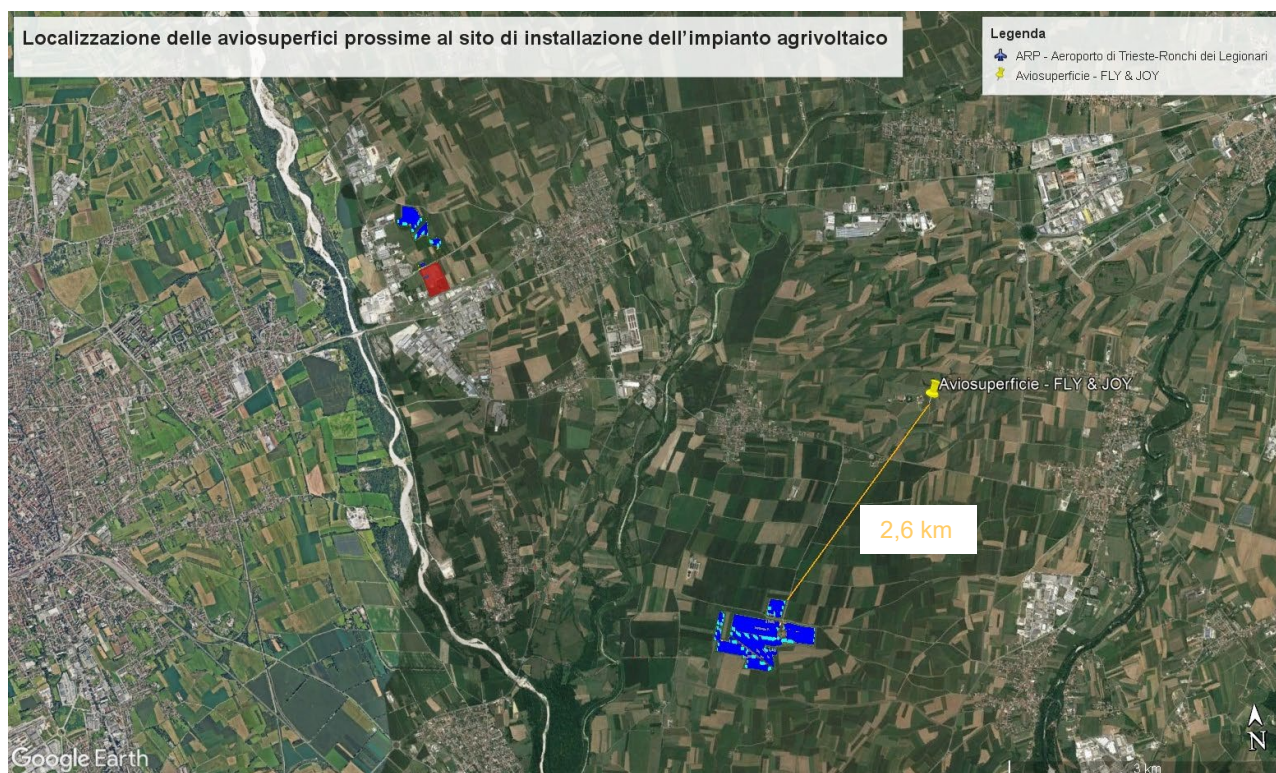 Localizzazione delle aviosuperfici prossime al sito di installazione dell'impianto agrivoltaico
Legenda
ARP - Aeroporto di Trieste-Ronchi dei Legionari
Aviosuperficie - FLY & JOY
Aviosuperficie - FLY & JOY
2,6 km
Google Earth
N
3 km